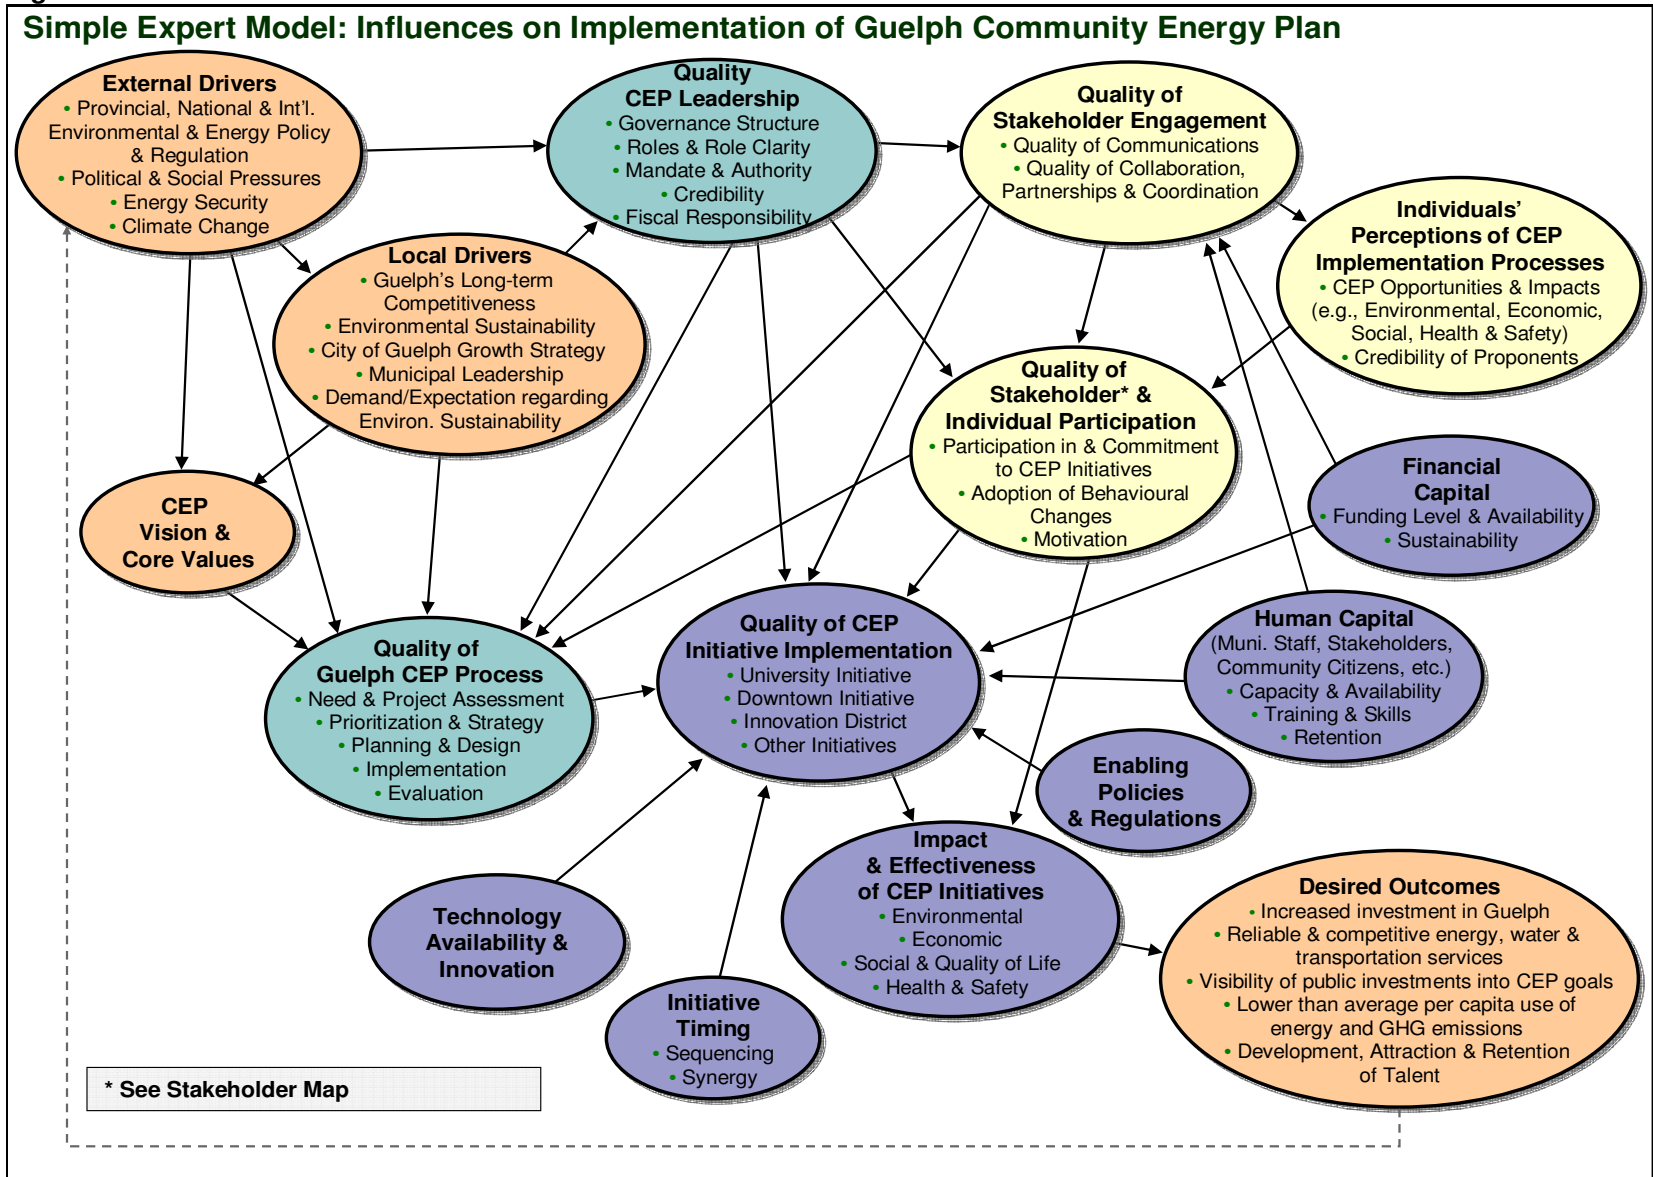 Simple Expert Model: Influences on Implementation of Guelph Community Energy Plan
External Drivers
• Provincial, National & Int'l.
Environmental & Energy Policy
& Regulation
• Political & Social Pressures
• Energy Security
• Climate Change
Quality
CEP Leadership
• Governance Structure
• Roles & Role Clarity
• Mandate & Authority
• Credibility
• Fiscal Responsibility
Quality of
Stakeholder Engagement
• Quality of Communications
• Quality of Collaboration,
Partnerships & Coordination
Individuals'
Perceptions of CEP
Implementation Processes
• CEP Opportunities & Impacts
(e.g., Environmental, Economic,
Social, Health & Safety)
• Credibility of Proponents
Local Drivers
• Guelph's Long-term
Competitiveness
• Environmental Sustainability
• City of Guelph Growth Strategy
• Municipal Leadership
• Demand/Expectation regarding
Environ. Sustainability
Quality of
Stakeholder* &
Individual Participation
• Participation in & Commitment
to CEP Initiatives
• Adoption of Behavioural
Changes
• Motivation
Financial
Capital
• Funding Level & Availability
• Sustainability
CEP
Vision &
Core Values
Quality of
Guelph CEP Process
• Need & Project Assessment
• Prioritization & Strategy
• Planning & Design
• Implementation
• Evaluation
Quality of CEP
Initiative Implementation
• University Initiative
• Downtown Initiative
• Innovation District
• Other Initiatives
Human Capital
(Muni. Staff, Stakeholders,
Community Citizens, etc.)
• Capacity & Availability
• Training & Skills
• Retention
Enabling
Policies
& Regulations
Technology
Availability &
Innovation
Initiative
Timing
• Sequencing
• Synergy
Impact
& Effectiveness
of CEP Initiatives
• Environmental
• Economic
• Social & Quality of Life
• Health & Safety
Desired Outcomes
• Increased investment in Guelph
• Reliable & competitive energy, water &
transportation services
• Visibility of public investments into CEP goals
• Lower than average per capita use of
energy and GHG emissions
• Development, Attraction & Retention
of Talent
* See Stakeholder Map